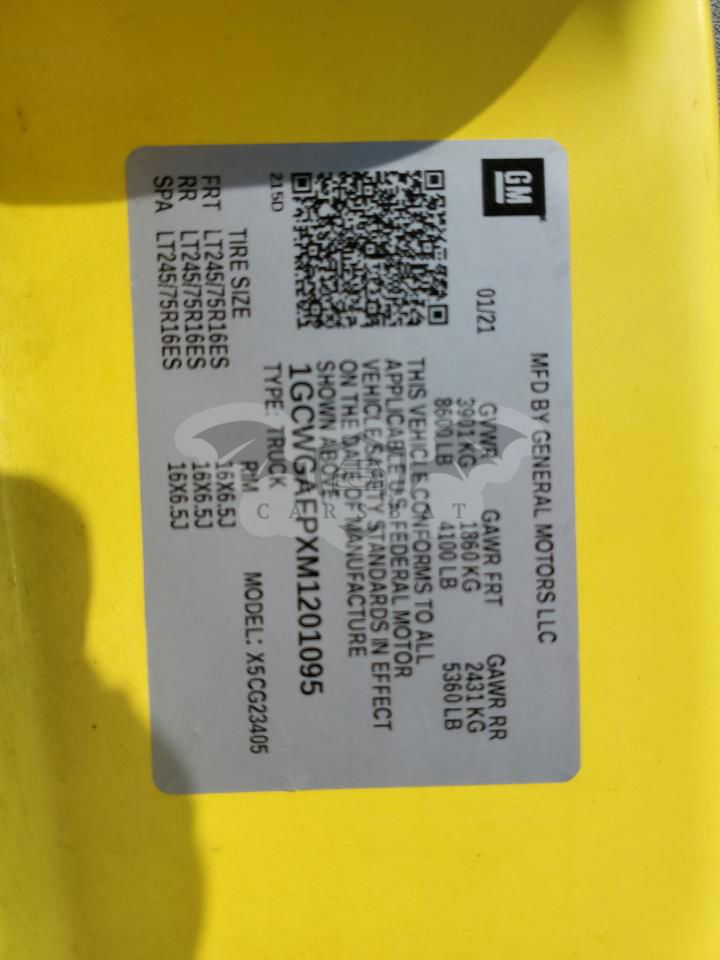 GM
MFD BY GENERAL MOTORS LLC
01/21
GVWR GAWR FRT GAWR RR
3901 KG 1860 KG 2431 KG
8600 LB 4100 LB 5360 LB
THIS VEHICLE CONFORMS TO ALL
APPLICABLE U.S. FEDERAL MOTOR
VEHICLE SAFETY STANDARDS IN EFFECT
ON THE DATE OF MANUFACTURE
SHOWN ABOVE
1GCWGAFPXM1201095
215D
TYPE: TRUCK MODEL: X5CG23405
TIRE SIZE RIM
FRT LT245/75R16ES 16X6.5J
RR LT245/75R16ES 16X6.5J
SPA LT245/75R16ES 16X6.5J